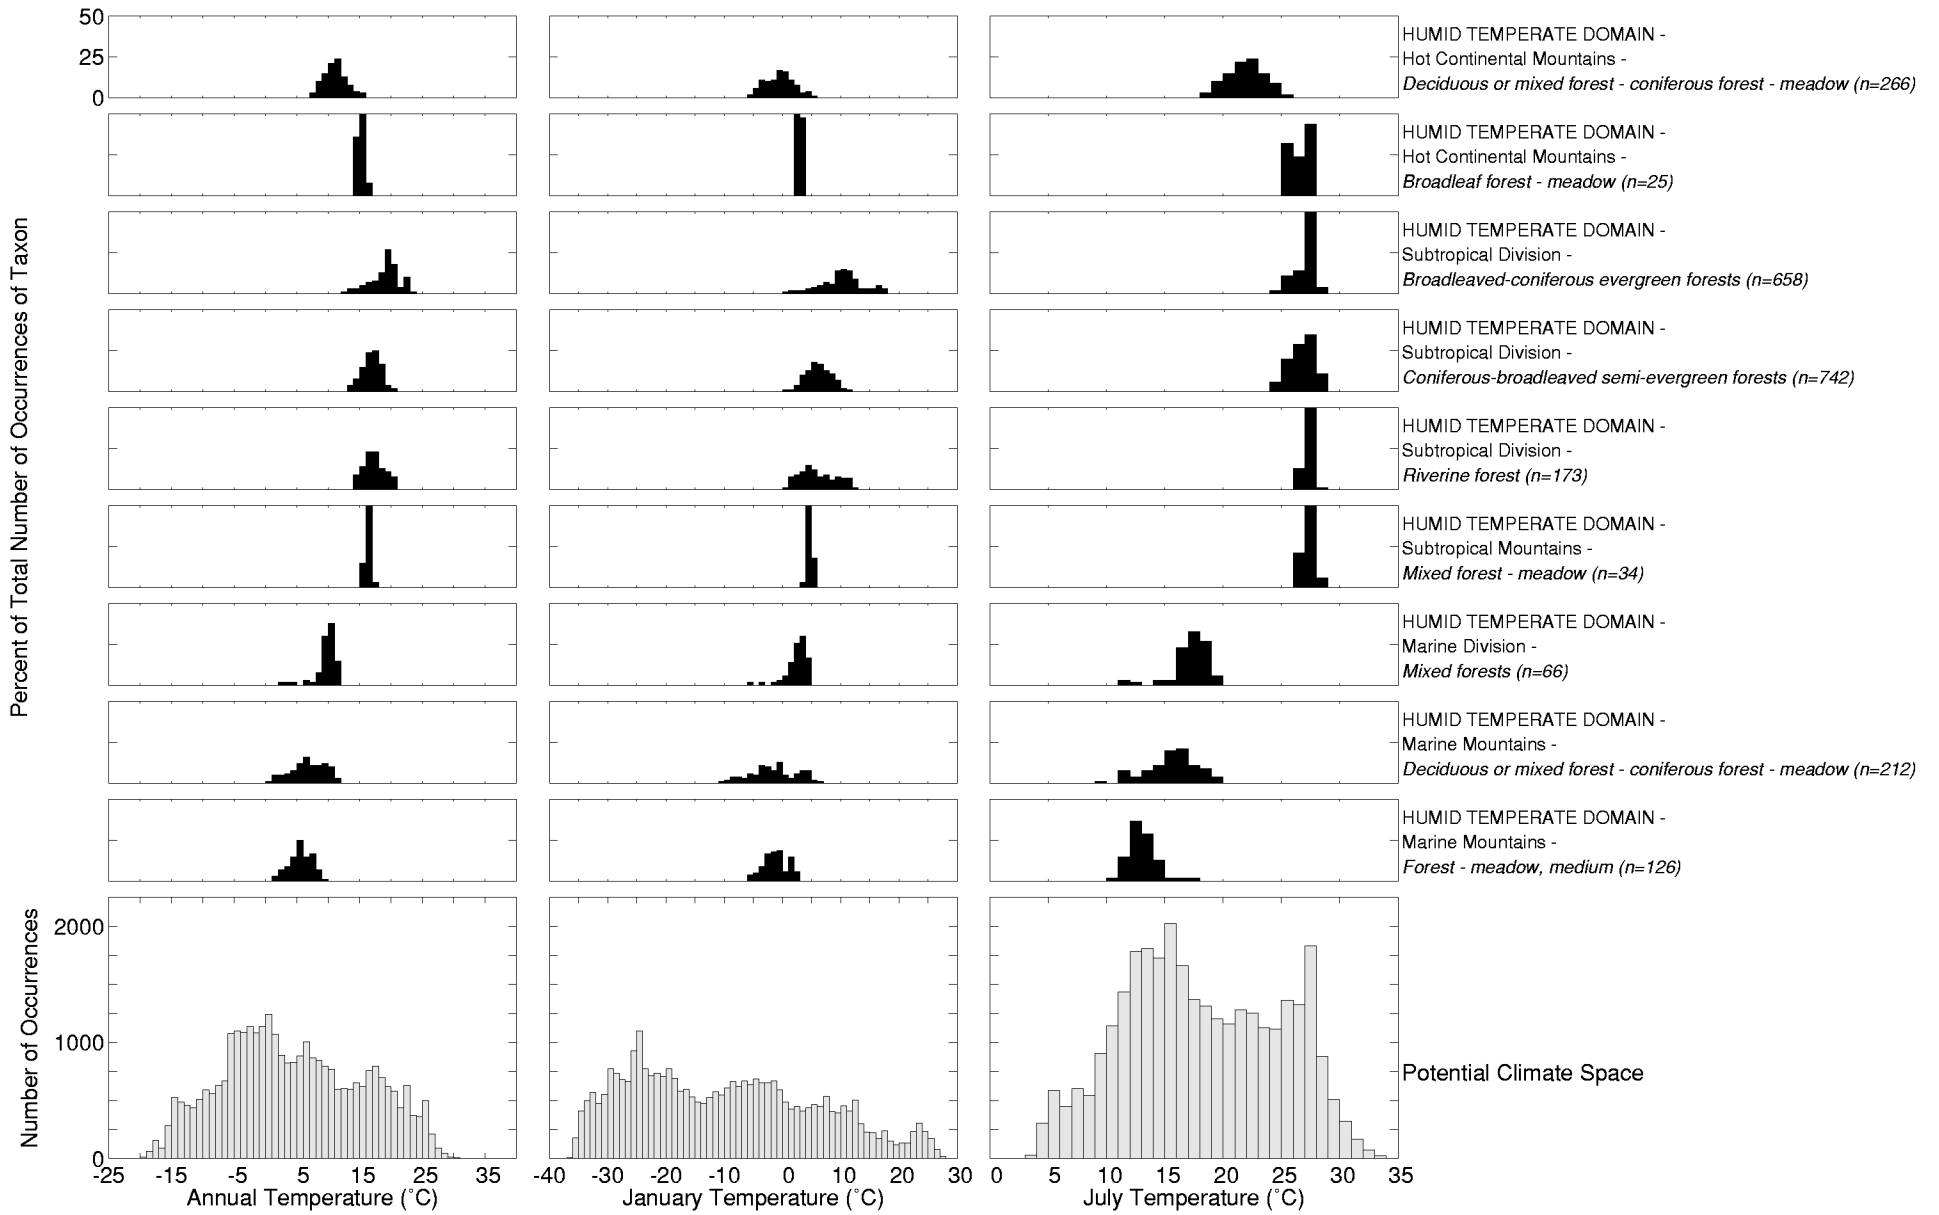 50
25
0
HUMID TEMPERATE DOMAIN -
Hot Continental Mountains -
Deciduous or mixed forest - coniferous forest - meadow (n=266)
HUMID TEMPERATE DOMAIN -
Hot Continental Mountains -
Broadleaf forest - meadow (n=25)
HUMID TEMPERATE DOMAIN -
Subtropical Division -
Broadleaved-coniferous evergreen forests (n=658)
HUMID TEMPERATE DOMAIN -
Subtropical Division -
Coniferous-broadleaved semi-evergreen forests (n=742)
HUMID TEMPERATE DOMAIN -
Subtropical Division -
Riverine forest (n=173)
HUMID TEMPERATE DOMAIN -
Subtropical Mountains -
Mixed forest - meadow (n=34)
HUMID TEMPERATE DOMAIN -
Marine Division -
Mixed forests (n=66)
HUMID TEMPERATE DOMAIN -
Marine Mountains -
Deciduous or mixed forest - coniferous forest - meadow (n=212)
HUMID TEMPERATE DOMAIN -
Marine Mountains -
Forest - meadow, medium (n=126)
Percent of Total Number of Occurrences of Taxon
Number of Occurrences
2000
1000
0
Potential Climate Space
-25 -15 -5 5 15 25 35
Annual Temperature (˚C)
-40 -30 -20 -10 0 10 20 30
January Temperature (˚C)
0 5 10 15 20 25 30 35
July Temperature (˚C)